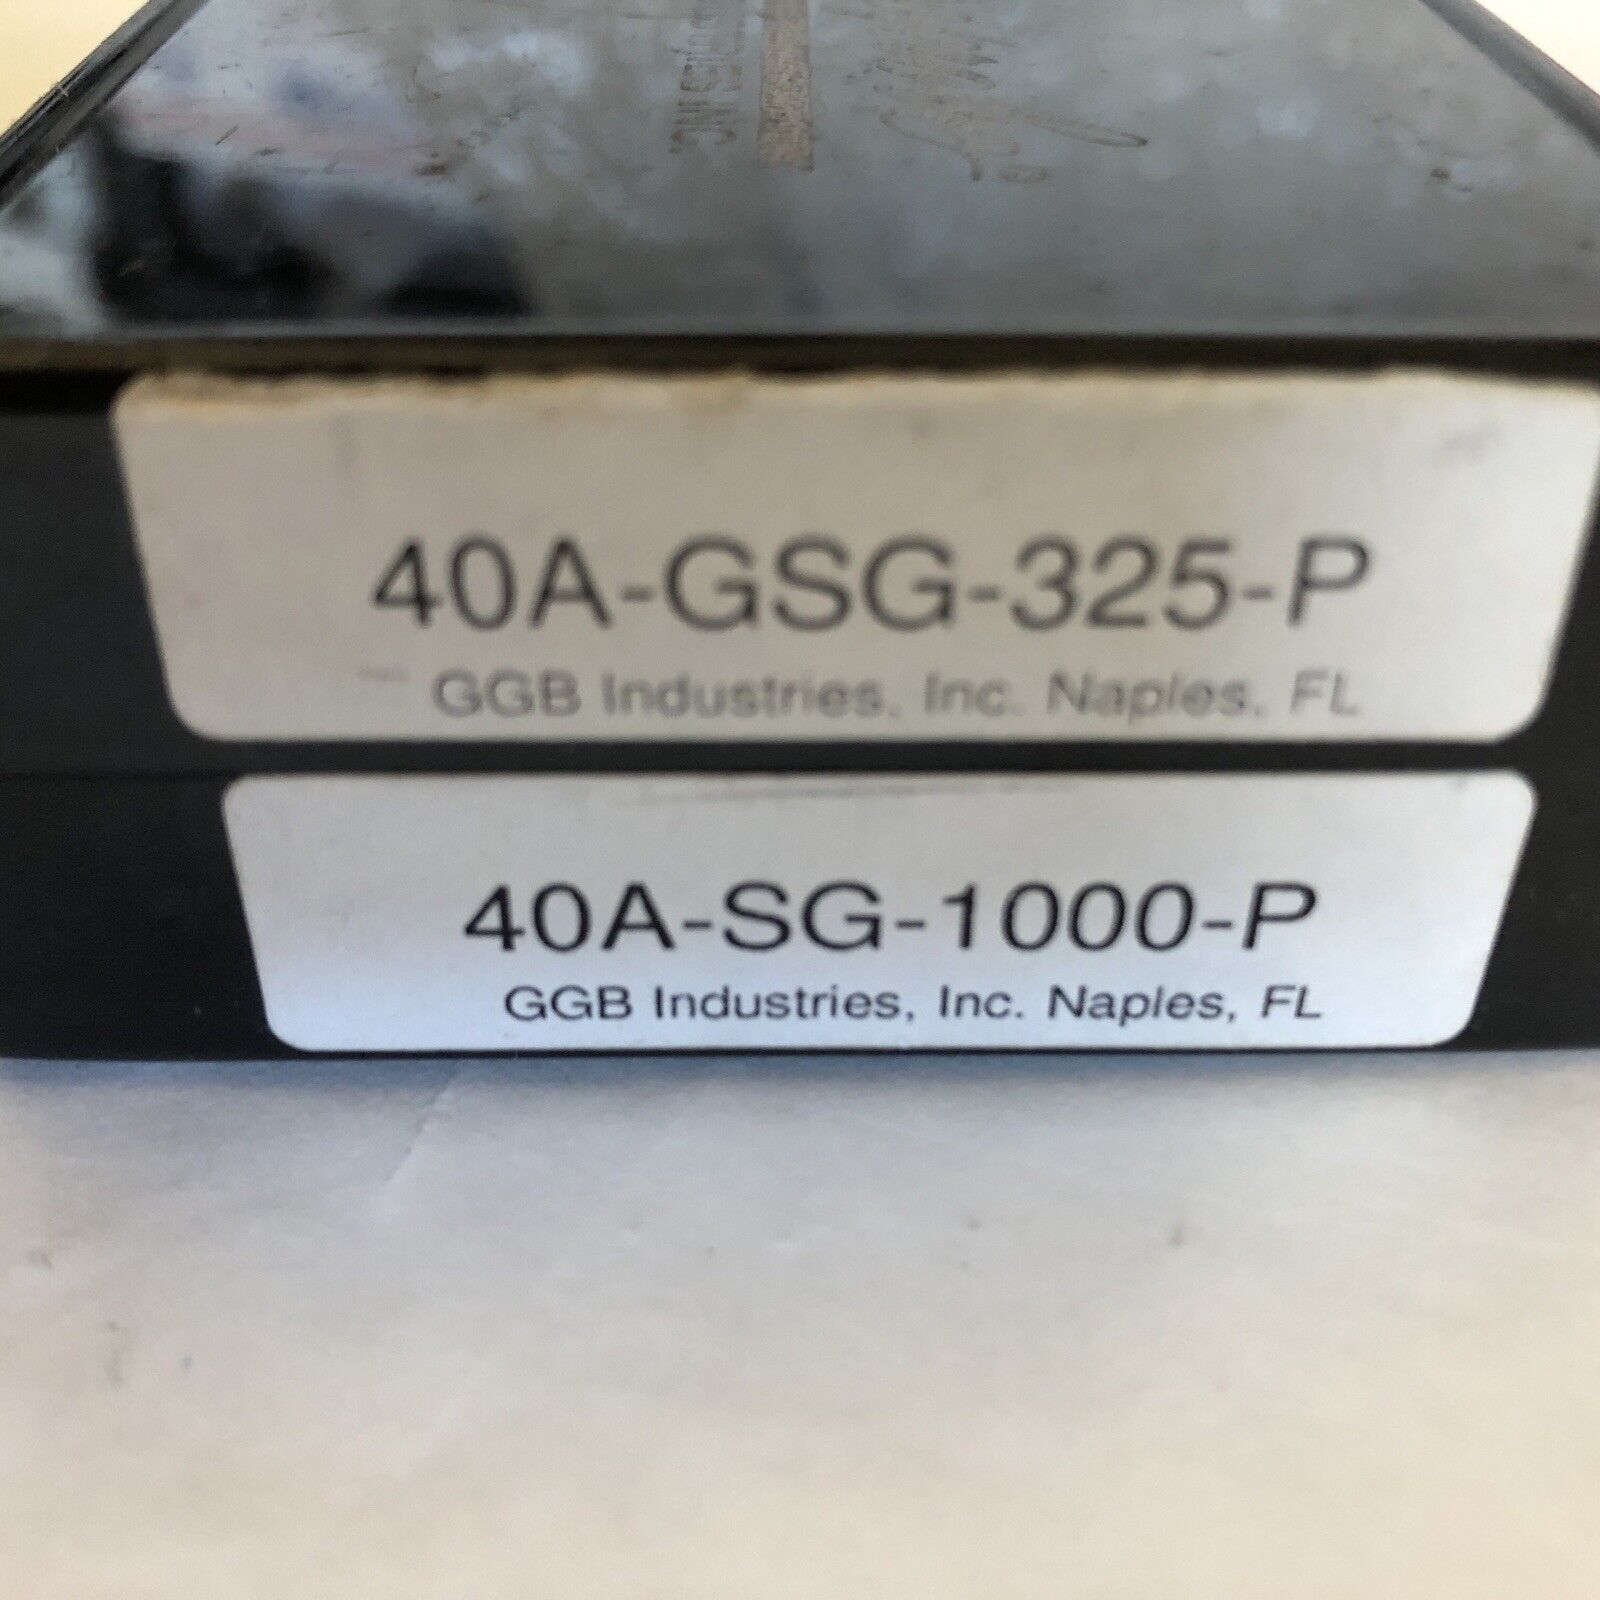 40A-GSG-325-P
GGB Industries, Inc. Naples, FL
40A-SG-1000-P
GGB Industries, Inc. Naples, FL